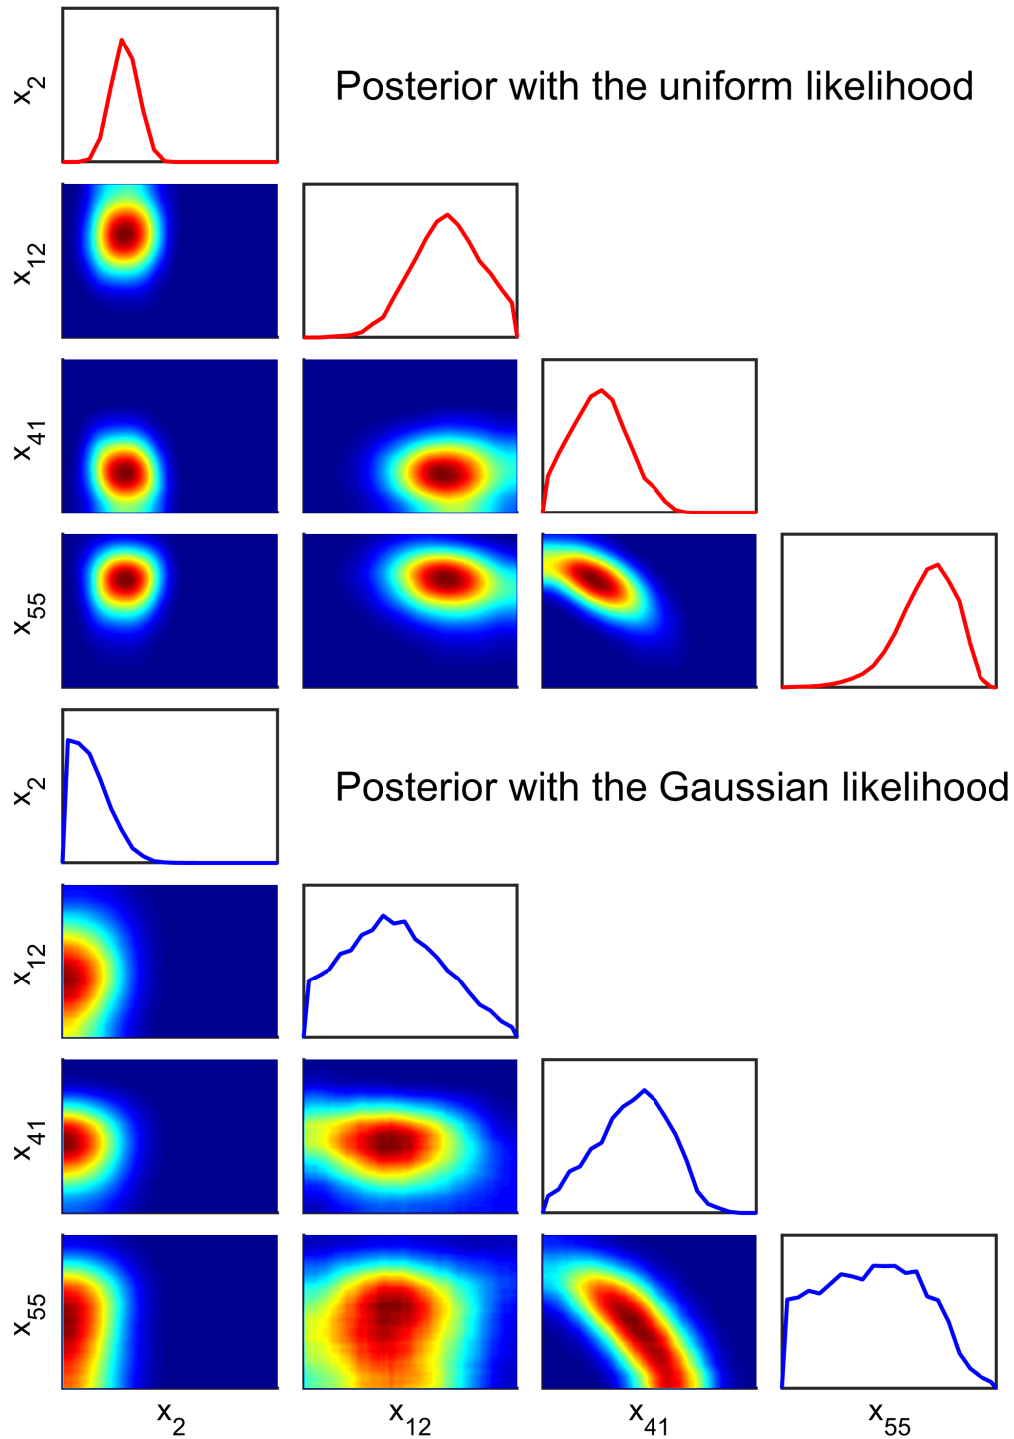 x2
Posterior with the uniform likelihood
x12
x41
x55
x2
Posterior with the Gaussian likelihood
x12
x41
x55
x2 x12 x41 x55